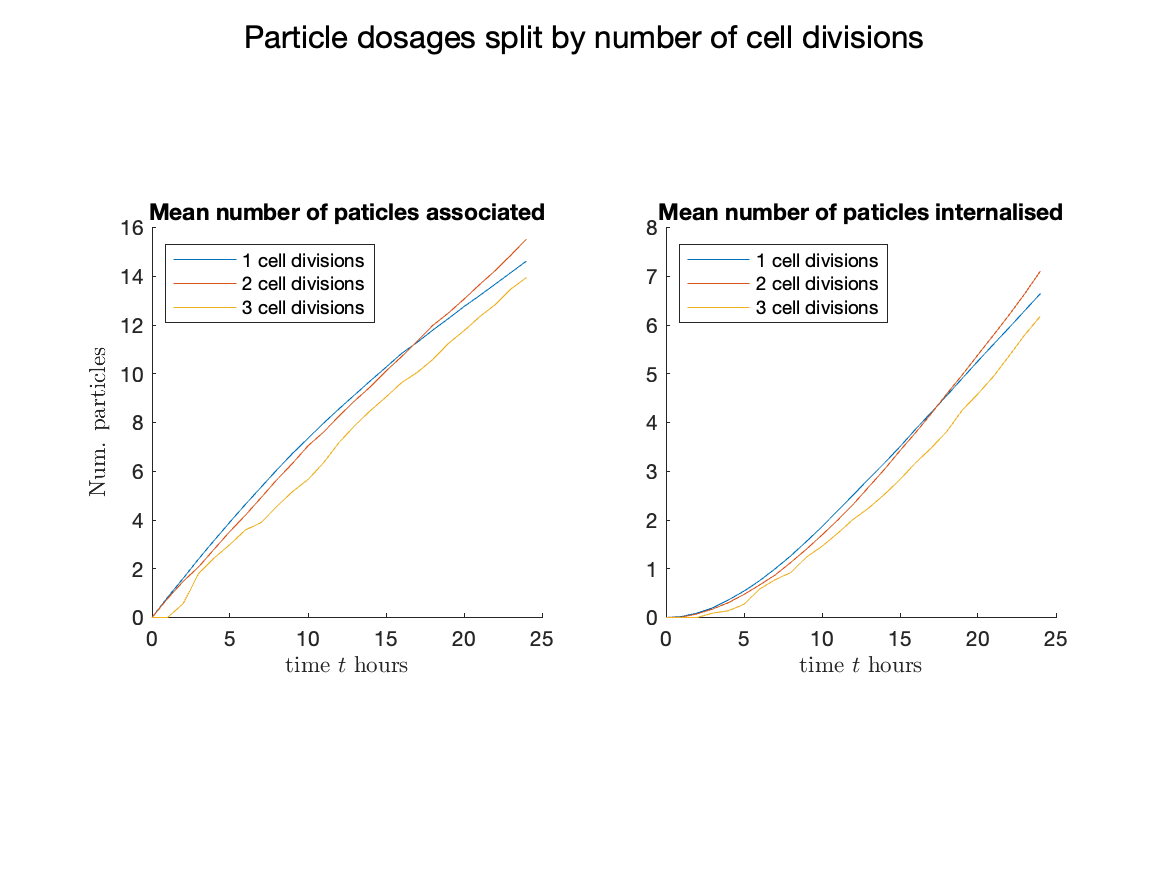 Particle dosages split by number of cell divisions
Mean number of paticles associated
16
14
12
10
8
6
4
2
0
Num. particles
1 cell divisions
2 cell divisions
3 cell divisions
0 5 10 15 20 25
time t hours
Mean number of paticles internalised
8
7
6
5
4
3
2
1
0
1 cell divisions
2 cell divisions
3 cell divisions
0 5 10 15 20 25
time t hours